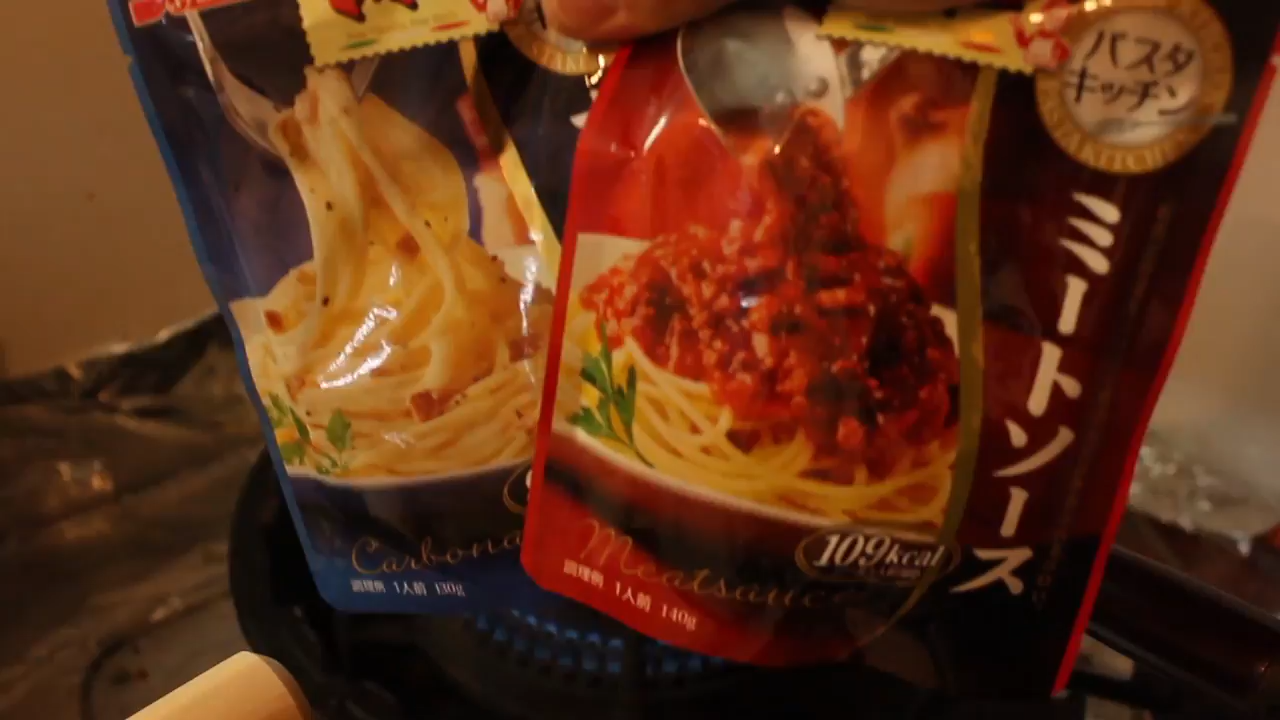 パスタ
キッチン
ミートソース
Carbona
調理例 1人前 130g
Meatsauce
109kcal
調理例 1人前 140g